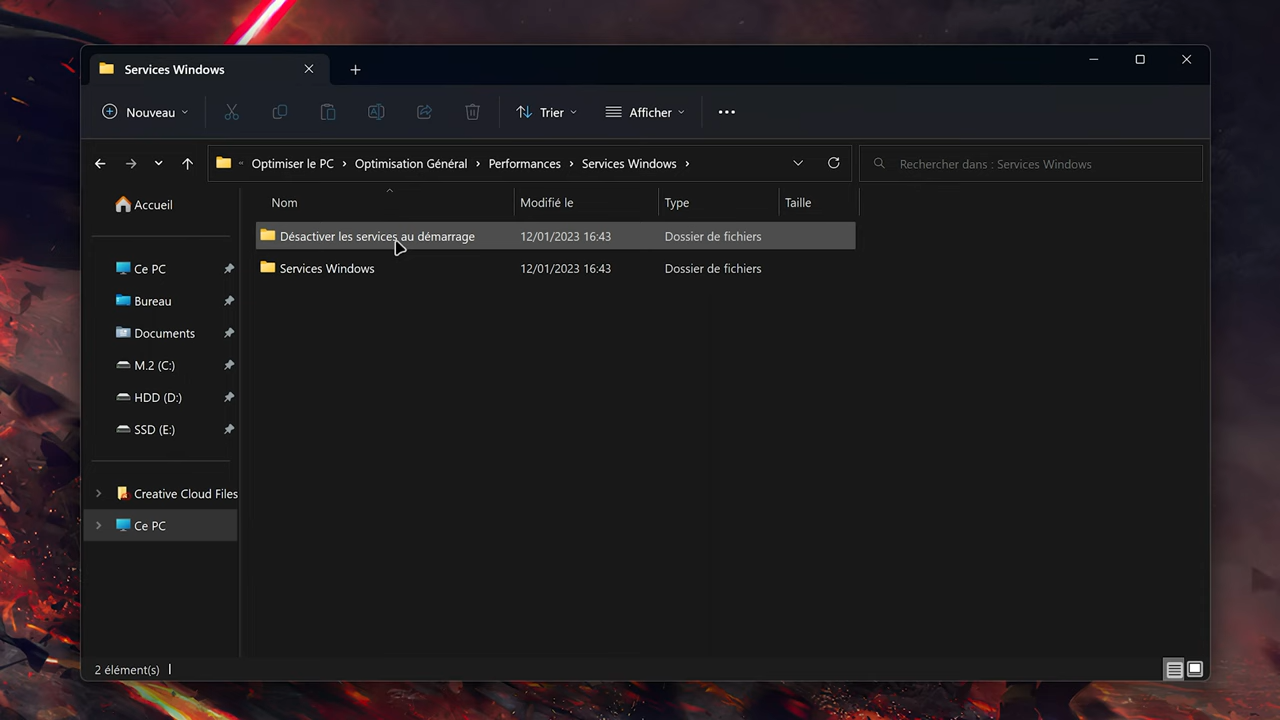 Services Windows
Nouveau
Trier
Afficher
Optimiser le PC > Optimisation Général > Performances > Services Windows >
Rechercher dans : Services Windows
Accueil
Ce PC
Bureau
Documents
M.2 (C:)
HDD (D:)
SSD (E:)
Creative Cloud Files
Ce PC
Nom Modifié le Type Taille
Désactiver les services au démarrage 12/01/2023 16:43 Dossier de fichiers
Services Windows 12/01/2023 16:43 Dossier de fichiers
2 élément(s)